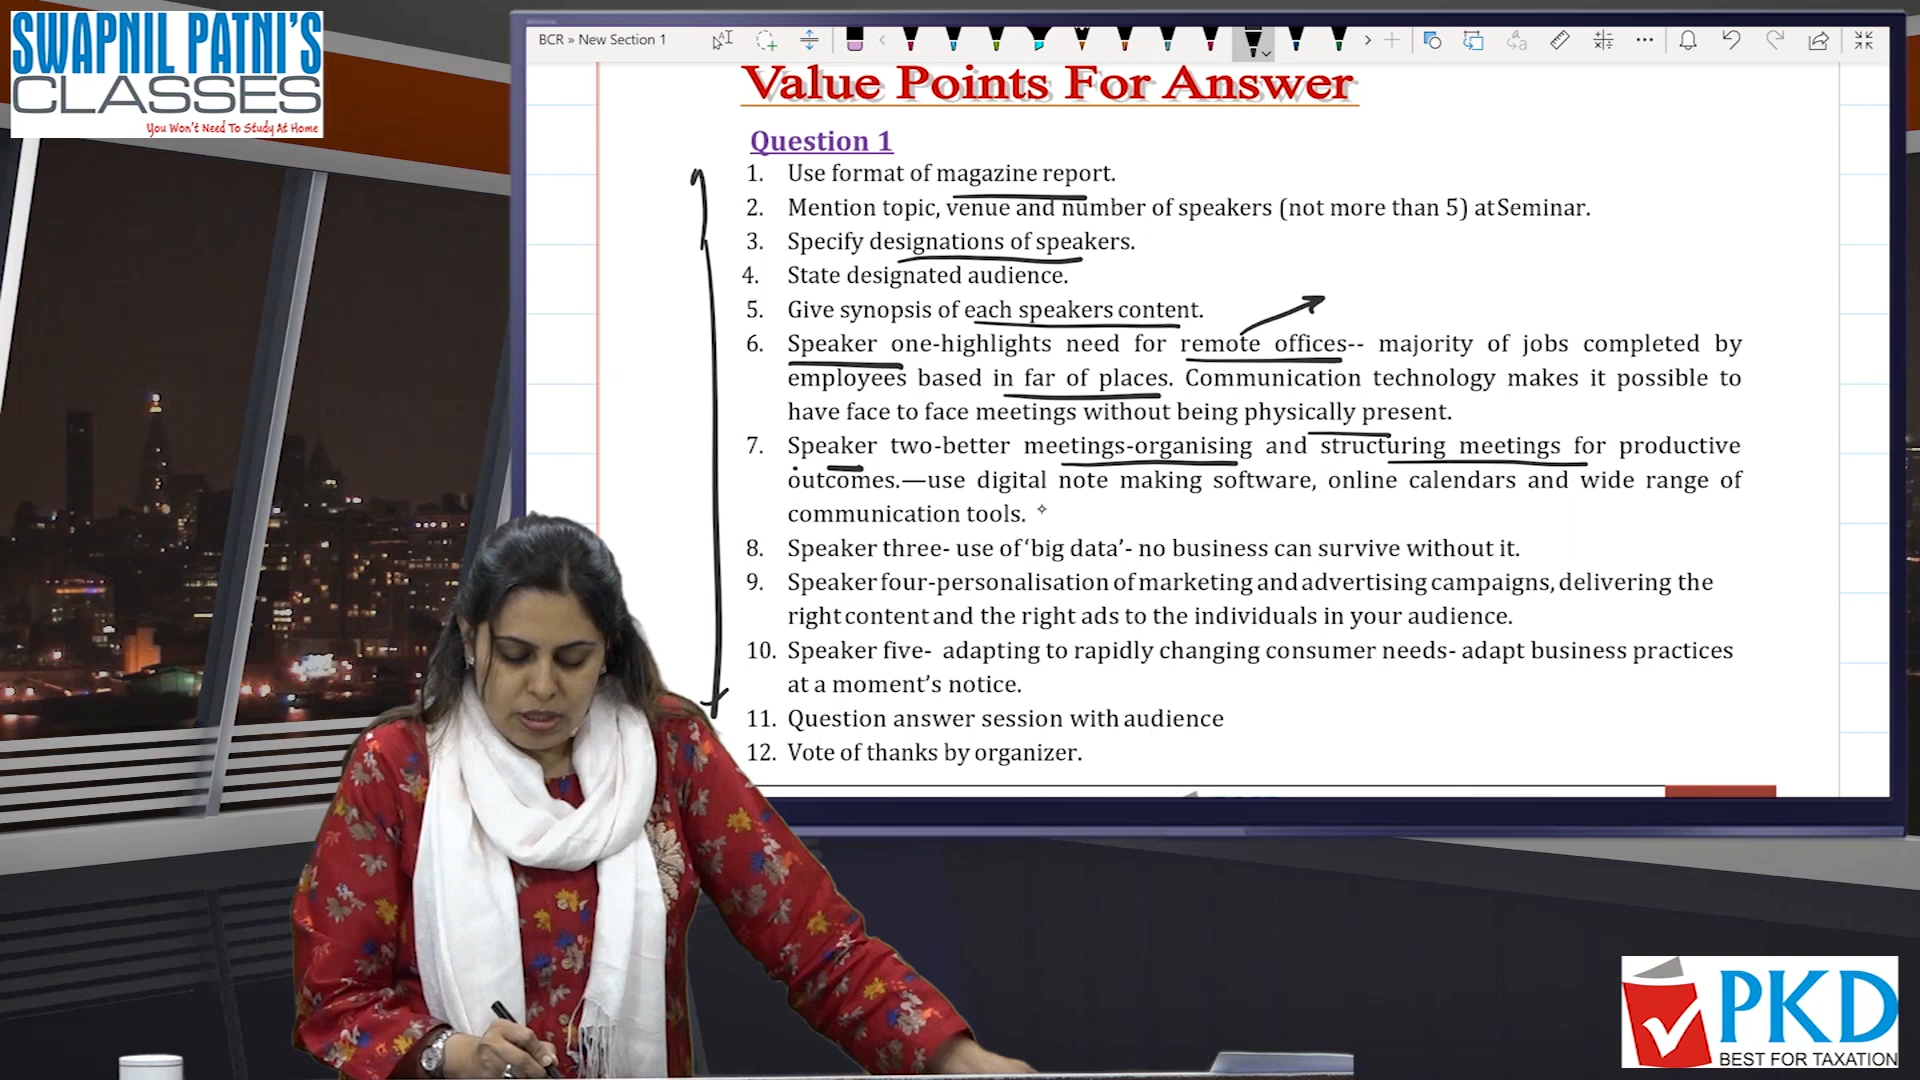 SWAPNIL PATNI'S
CLASSES
You Won't Need To Study At Home
BCR » New Section 1
Value Points For Answer
Question 1
1. Use format of magazine report.
2. Mention topic, venue and number of speakers (not more than 5) at Seminar.
3. Specify designations of speakers.
4. State designated audience.
5. Give synopsis of each speakers content.
6. Speaker one-highlights need for remote offices-- majority of jobs completed by
employees based in far of places. Communication technology makes it possible to
have face to face meetings without being physically present.
7. Speaker two-better meetings-organising and structuring meetings for productive
outcomes.—use digital note making software, online calendars and wide range of
communication tools.
8. Speaker three- use of ‘big data’- no business can survive without it.
9. Speaker four-personalisation of marketing and advertising campaigns, delivering the
right content and the right ads to the individuals in your audience.
10. Speaker five- adapting to rapidly changing consumer needs- adapt business practices
at a moment’s notice.
11. Question answer session with audience
12. Vote of thanks by organizer.
PKD
BEST FOR TAXATION